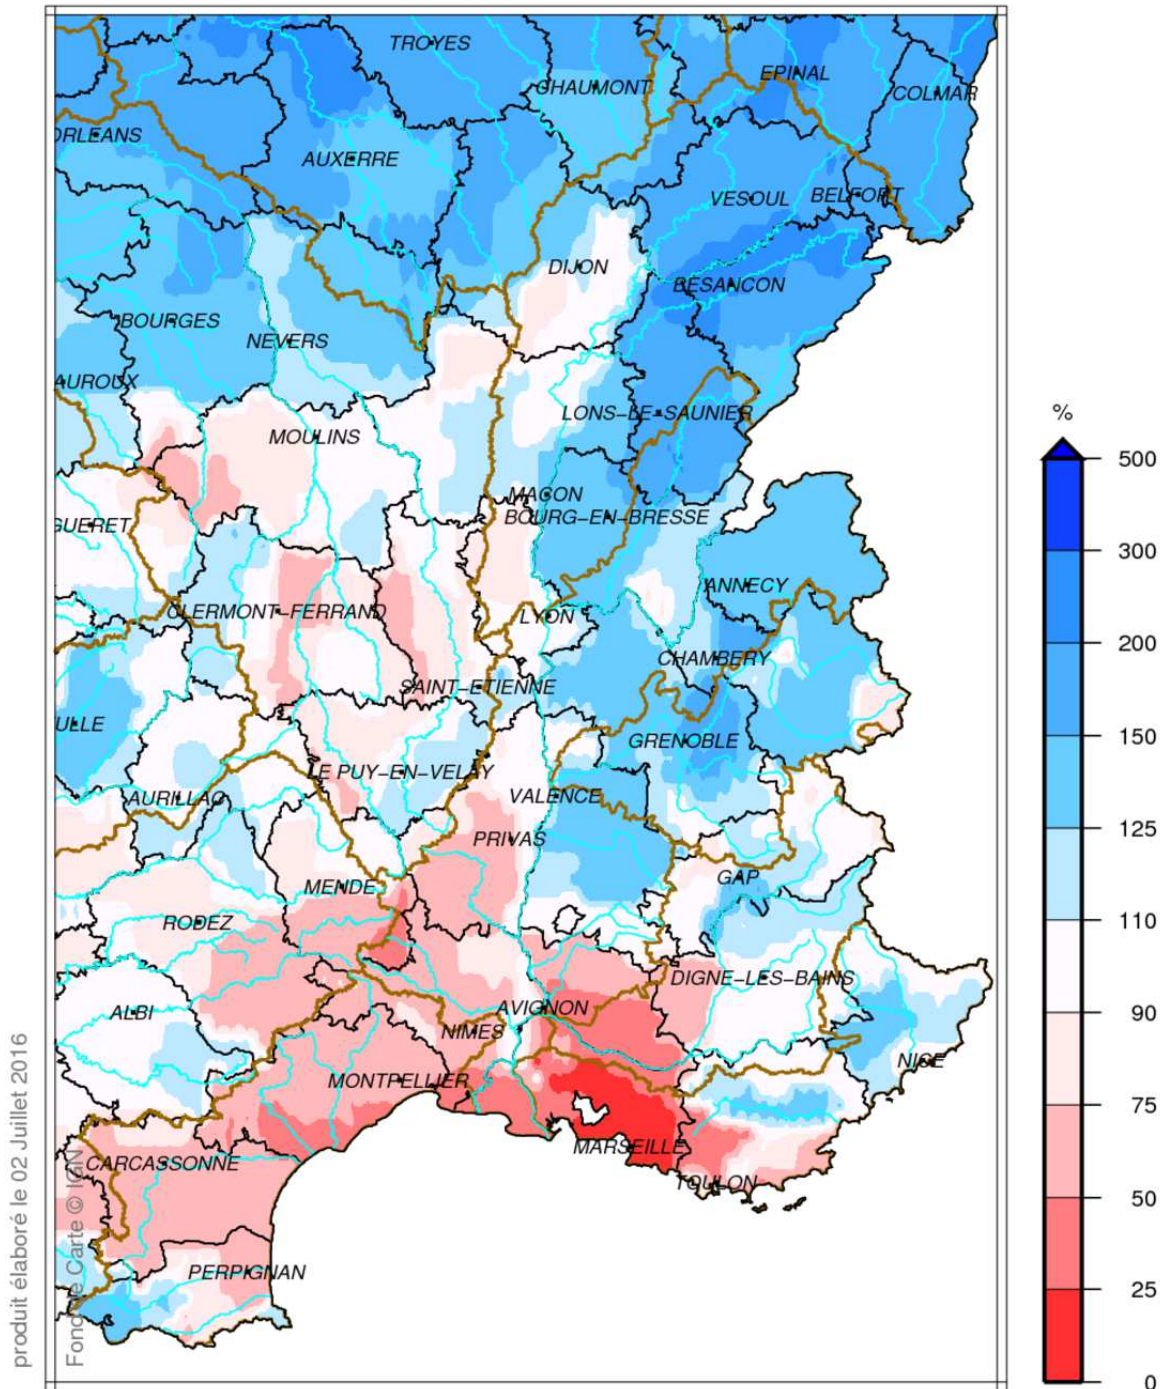 TROYES
CHAUMONT
EPINAL
COLMAR
ORLEANS
AUXERRE
VESOUL
BELFORT
DIJON
BESANCON
BOURGES
NEVERS
AUROUX
LONS-LE-SAUNIER
MOULINS
MACON
BOURG-EN-BRESSE
GUERET
ANNECY
CLERMONT-FERRAND
LYON
CHAMBERY
SAINT-ETIENNE
ULLE
GRENOBLE
LE PUY-EN-VELAY
VALENCE
AURILLAC
PRIVAS
GAP
MENDE
RODEZ
DIGNE-LES-BAINS
AVIGNON
ALBI
NIMES
NICE
MONTPELLIER
MARSEILLE
CARCASSONNE
TOULON
PERPIGNAN
%
500
300
200
150
125
110
90
75
50
25
0
produit élaboré le 02 Juillet 2016
Fond de Carte © IGN